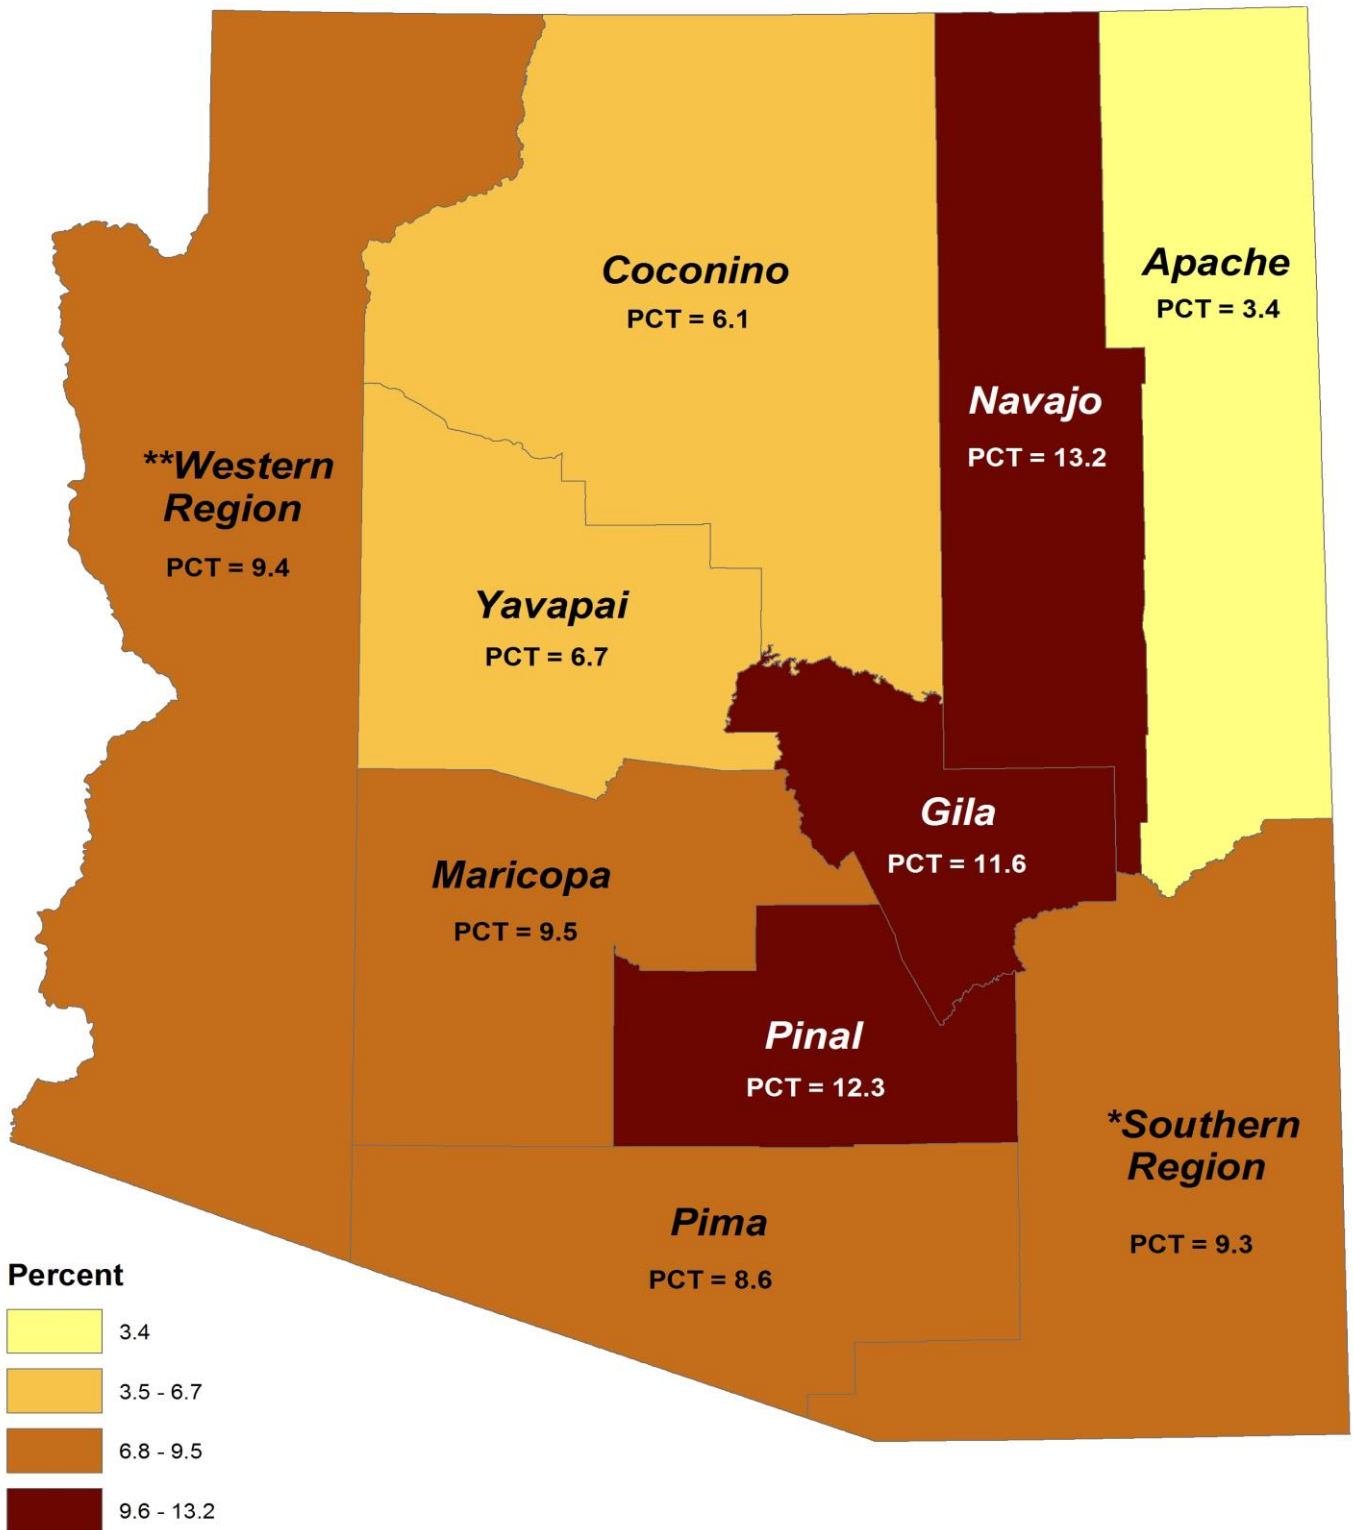 Coconino
PCT = 6.1
Apache
PCT = 3.4
Navajo
PCT = 13.2
**Western
Region
PCT = 9.4
Yavapai
PCT = 6.7
Gila
PCT = 11.6
Maricopa
PCT = 9.5
Pinal
PCT = 12.3
*Southern
Region
PCT = 9.3
Pima
PCT = 8.6
Percent
3.4
3.5 - 6.7
6.8 - 9.5
9.6 - 13.2